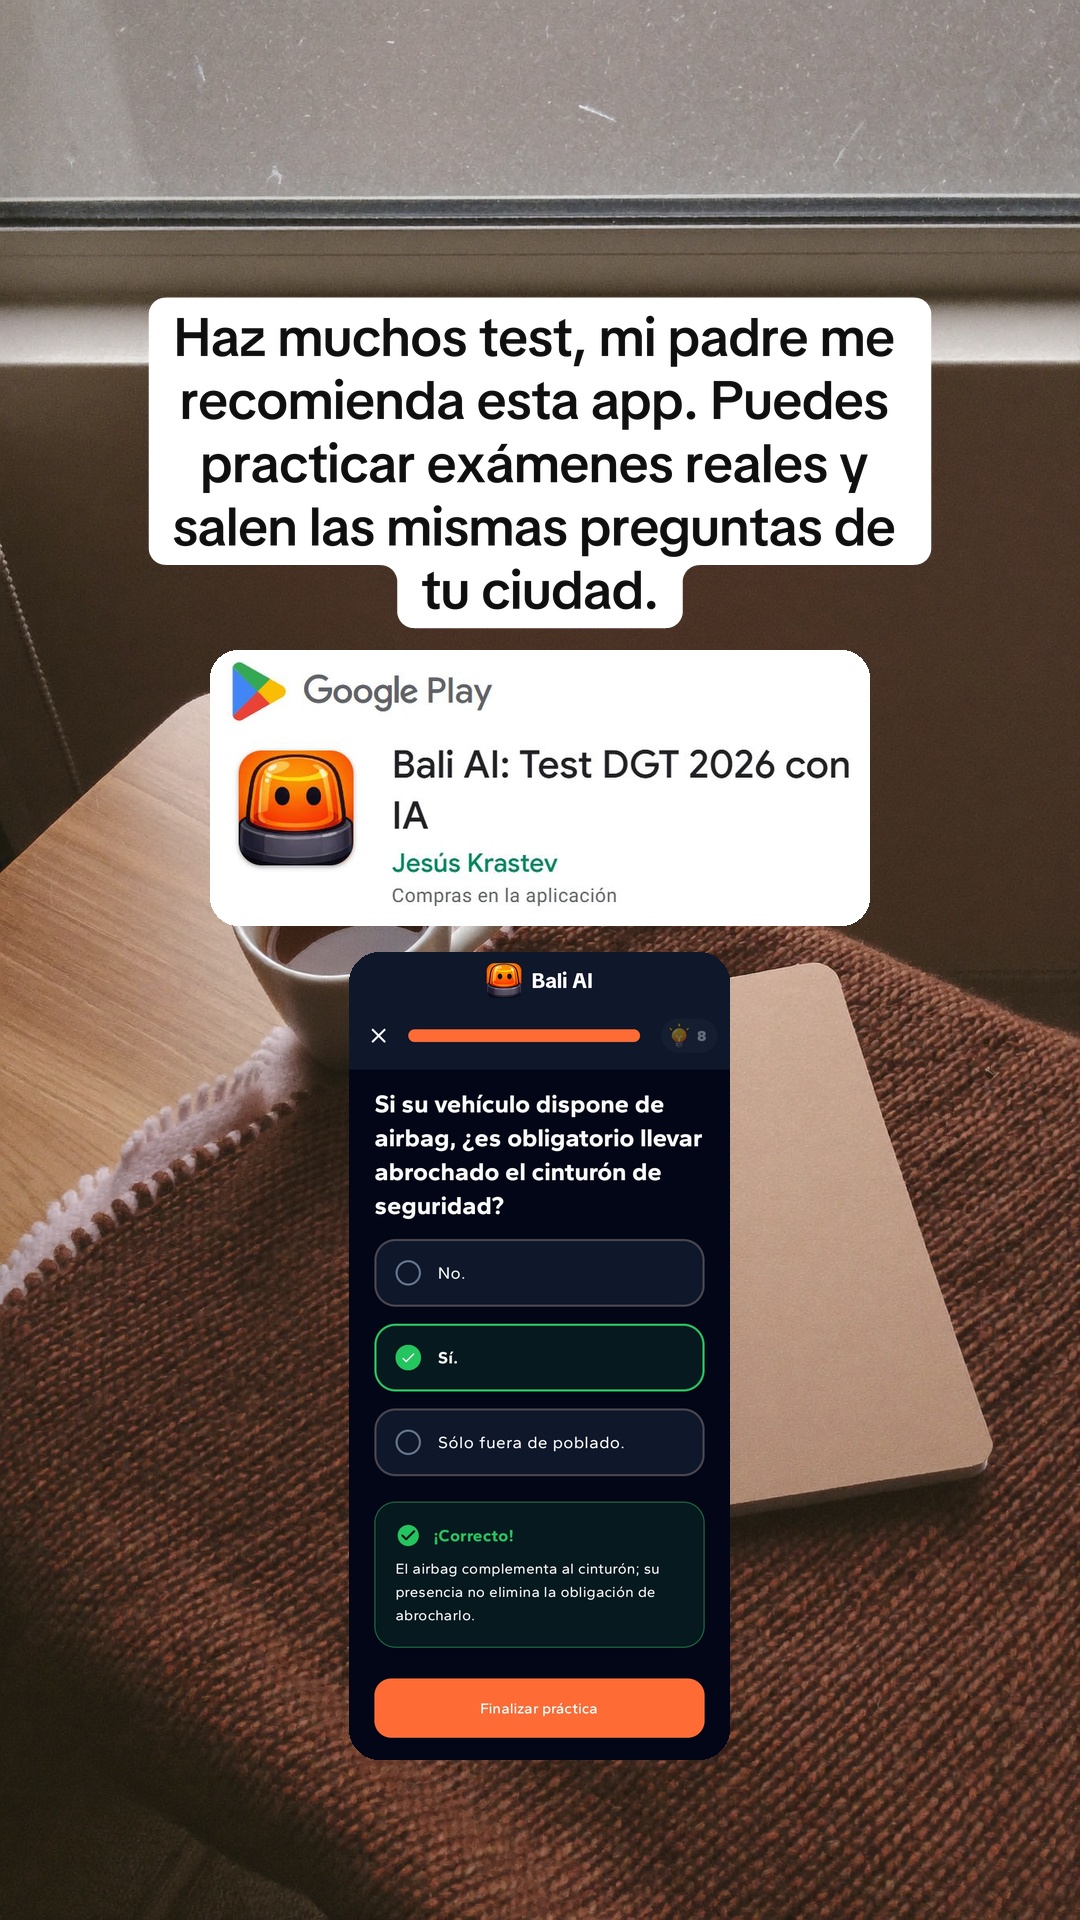 Haz muchos test, mi padre me
recomienda esta app. Puedes
practicar exámenes reales y
salen las mismas preguntas de
tu ciudad.
Google Play
Bali AI: Test DGT 2026 con
IA
Jesús Krastev
Compras en la aplicación
Bali AI
8
Si su vehículo dispone de
airbag, ¿es obligatorio llevar
abrochado el cinturón de
seguridad?
No.
Sí.
Sólo fuera de poblado.
¡Correcto!
El airbag complementa al cinturón; su
presencia no elimina la obligación de
abrocharlo.
Finalizar práctica